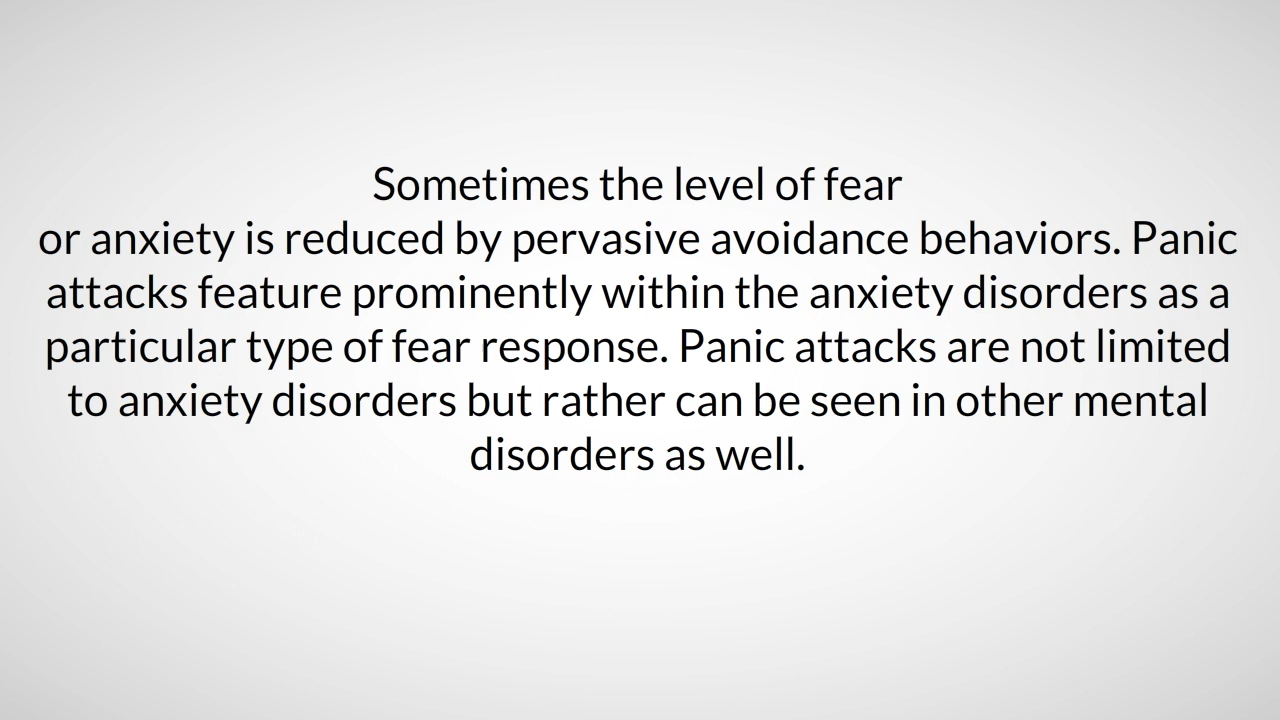 Sometimes the level of fear
or anxiety is reduced by pervasive avoidance behaviors. Panic
attacks feature prominently within the anxiety disorders as a
particular type of fear response. Panic attacks are not limited
to anxiety disorders but rather can be seen in other mental
disorders as well.